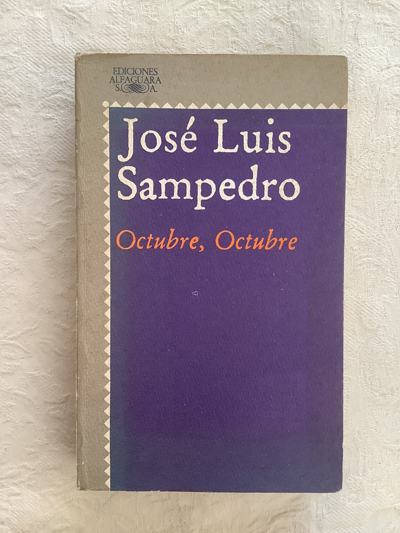 EDICIONES
ALFAGUARA
S.A.
José Luis
Sampedro
Octubre, Octubre